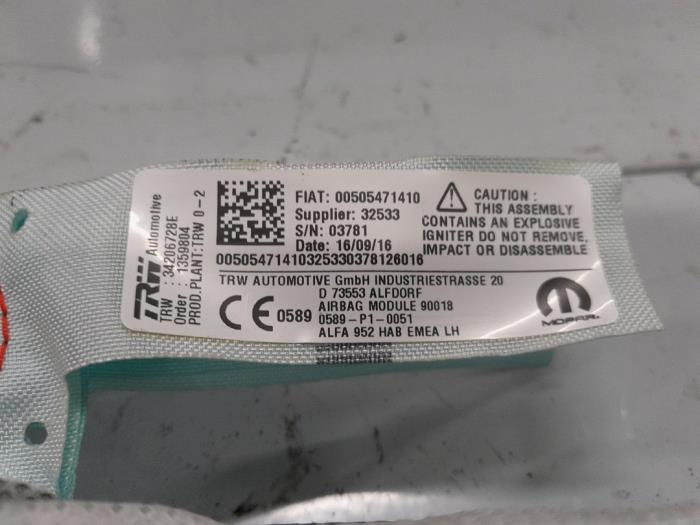 TRW Automotive
TRW : 34206728E
Order : 1359804
PROD.PLANT:TRW 0-2
FIAT: 00505471410
Supplier: 32533
S/N: 03781
Date: 16/09/16
00505471410325330378126016
CAUTION :
THIS ASSEMBLY
CONTAINS AN EXPLOSIVE
IGNITER DO NOT REMOVE,
IMPACT OR DISASSEMBLE
TRW AUTOMOTIVE GmbH INDUSTRIESTRASSE 20
D 73553 ALFDORF
AIRBAG MODULE 90018
CE 0589 0589-P1-0051
ALFA 952 HAB EMEA LH
MOPAR